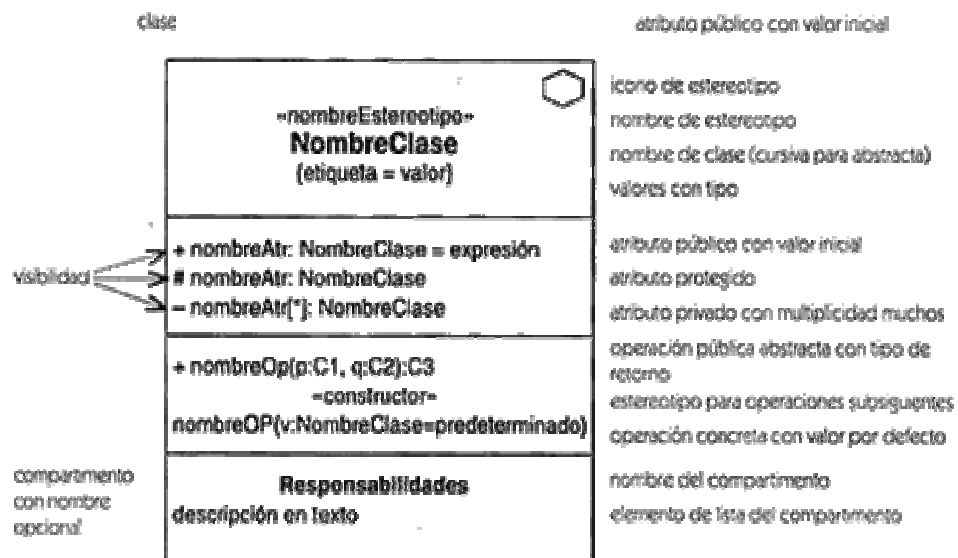 clase
atributo público con valor inicial
icono de estereotipo
«nombreEstereotipo»
nombre de estereotipo
NombreClase
nombre de clase (cursiva para abstracta)
{etiqueta = valor}
valores con tipo
+ nombreAtr: NombreClase = expresión
atributo público con valor inicial
visibilidad
# nombreAtr: NombreClase
atributo protegido
– nombreAtr[*]: NombreClase
atributo privado con multiplicidad muchos
+ nombreOp(p:C1, q:C2):C3
operación pública abstracta con tipo de
retorno
«constructor»
estereotipo para operaciones subsiguientes
nombreOP(v:NombreClase=predeterminado)
operación concreta con valor por defecto
compartimento
con nombre
opcional
Responsabilidades
nombre del compartimento
descripción en texto
elemento de lista del compartimento